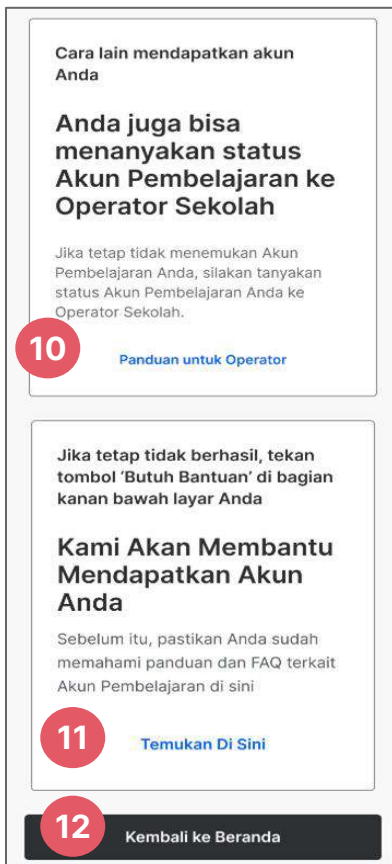 Cara lain mendapatkan akun
Anda
Anda juga bisa
menanyakan status
Akun Pembelajaran ke
Operator Sekolah
Jika tetap tidak menemukan Akun
Pembelajaran Anda, silakan tanyakan
status Akun Pembelajaran Anda ke
Operator Sekolah.
10
Panduan untuk Operator
Jika tetap tidak berhasil, tekan
tombol ‘Butuh Bantuan’ di bagian
kanan bawah layar Anda
Kami Akan Membantu
Mendapatkan Akun
Anda
Sebelum itu, pastikan Anda sudah
memahami panduan dan FAQ terkait
Akun Pembelajaran di sini
11
Temukan Di Sini
12
Kembali ke Beranda